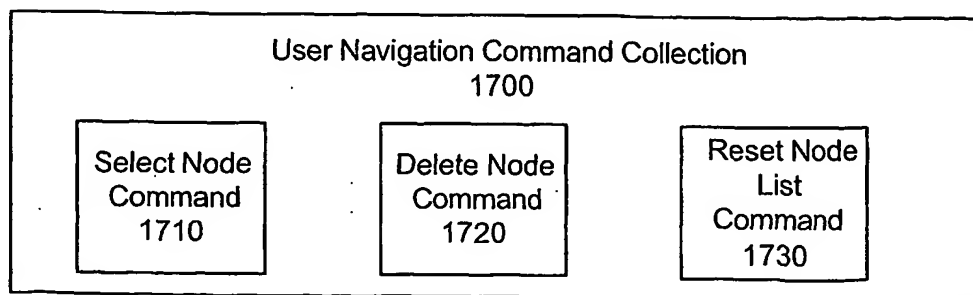 User Navigation Command Collection
1700
Select Node
Command
1710
Delete Node
Command
1720
Reset Node
List
Command
1730